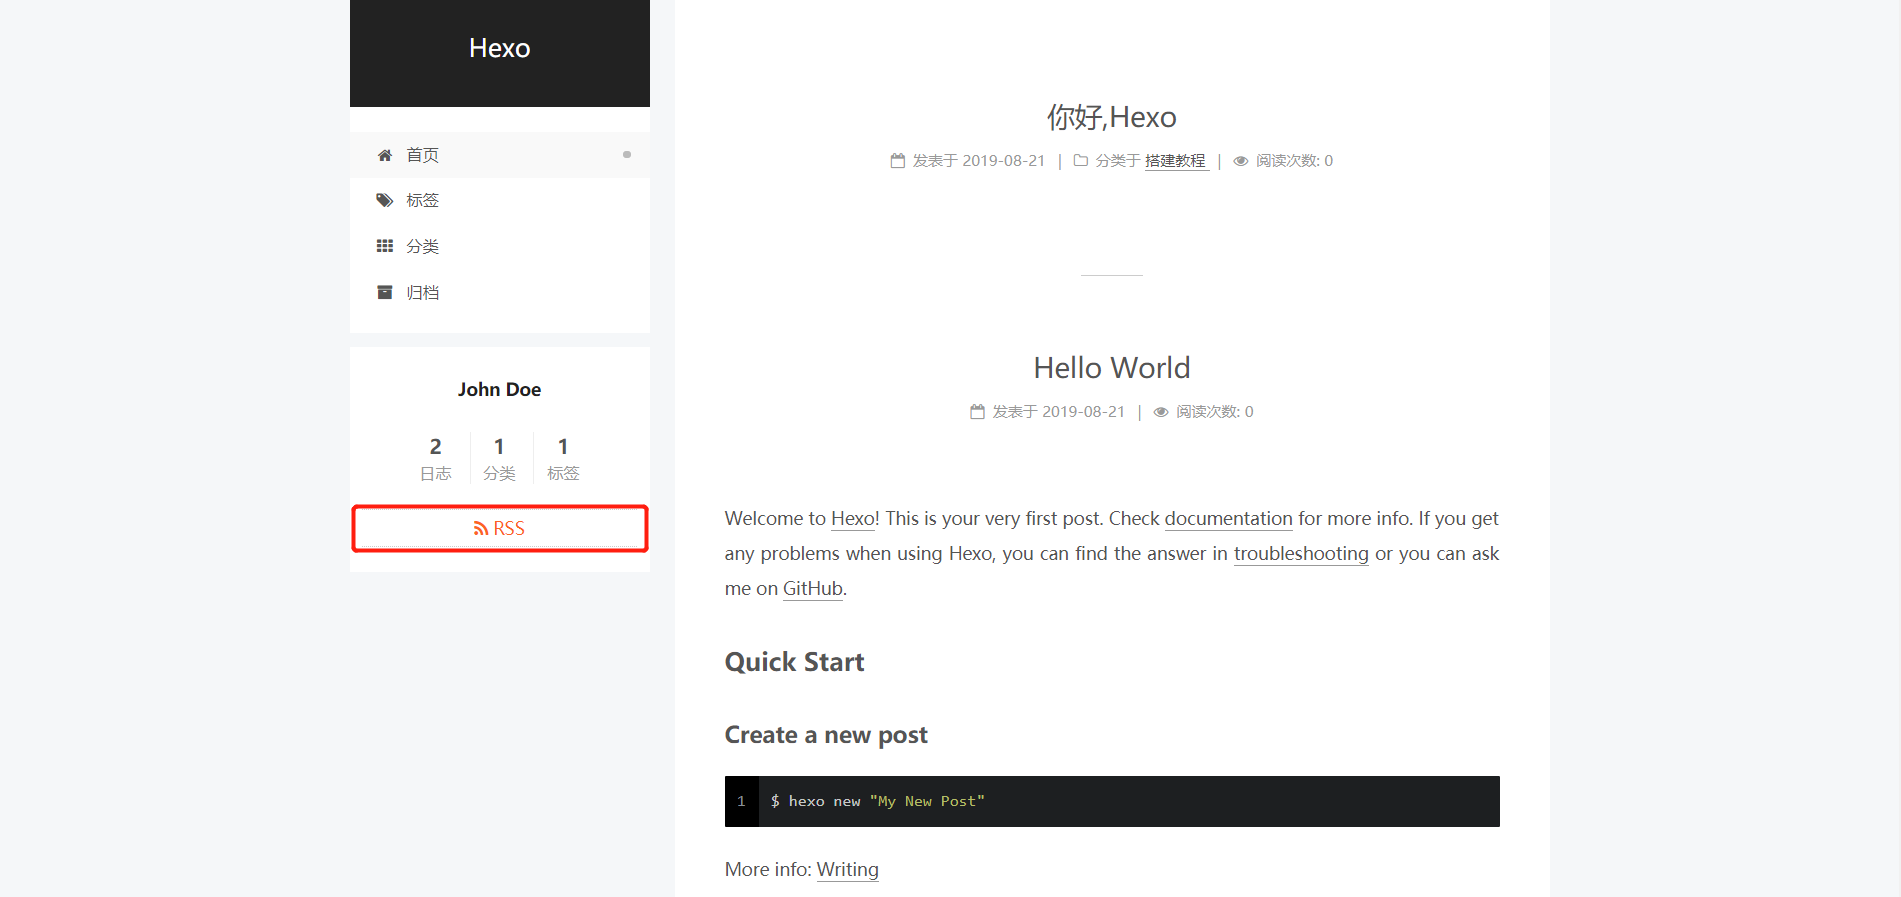 Hexo
首页
标签
分类
归档
John Doe
2 1 1
日志 分类 标签
RSS
你好,Hexo
发表于 2019-08-21 | 分类于 搭建教程 | 阅读次数: 0
Hello World
发表于 2019-08-21 | 阅读次数: 0
Welcome to Hexo! This is your very first post. Check documentation for more info. If you get
any problems when using Hexo, you can find the answer in troubleshooting or you can ask
me on GitHub.
Quick Start
Create a new post
1 $ hexo new "My New Post"
More info: Writing